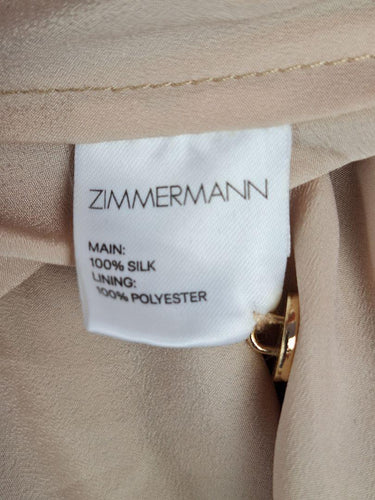 ZIMMERMANN
MAIN:
100% SILK
LINING:
100% POLYESTER